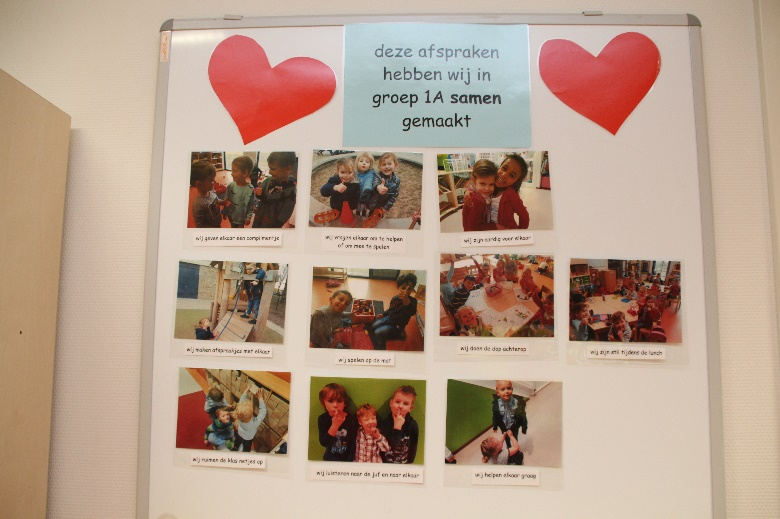 deze afspraken
hebben wij in
groep 1A samen
gemaakt
wij geven elkaar een complimentje
wij vragen elkaar om te helpen
of om mee te spelen
wij zijn aardig voor elkaar
wij maken afspraakjes met elkaar
wij spelen op de mat
wij doen de dop achterop
wij zijn stil tijdens de lunch
wij ruimen de klas netjes op
wij luisteren naar de juf en naar elkaar
wij helpen elkaar graag